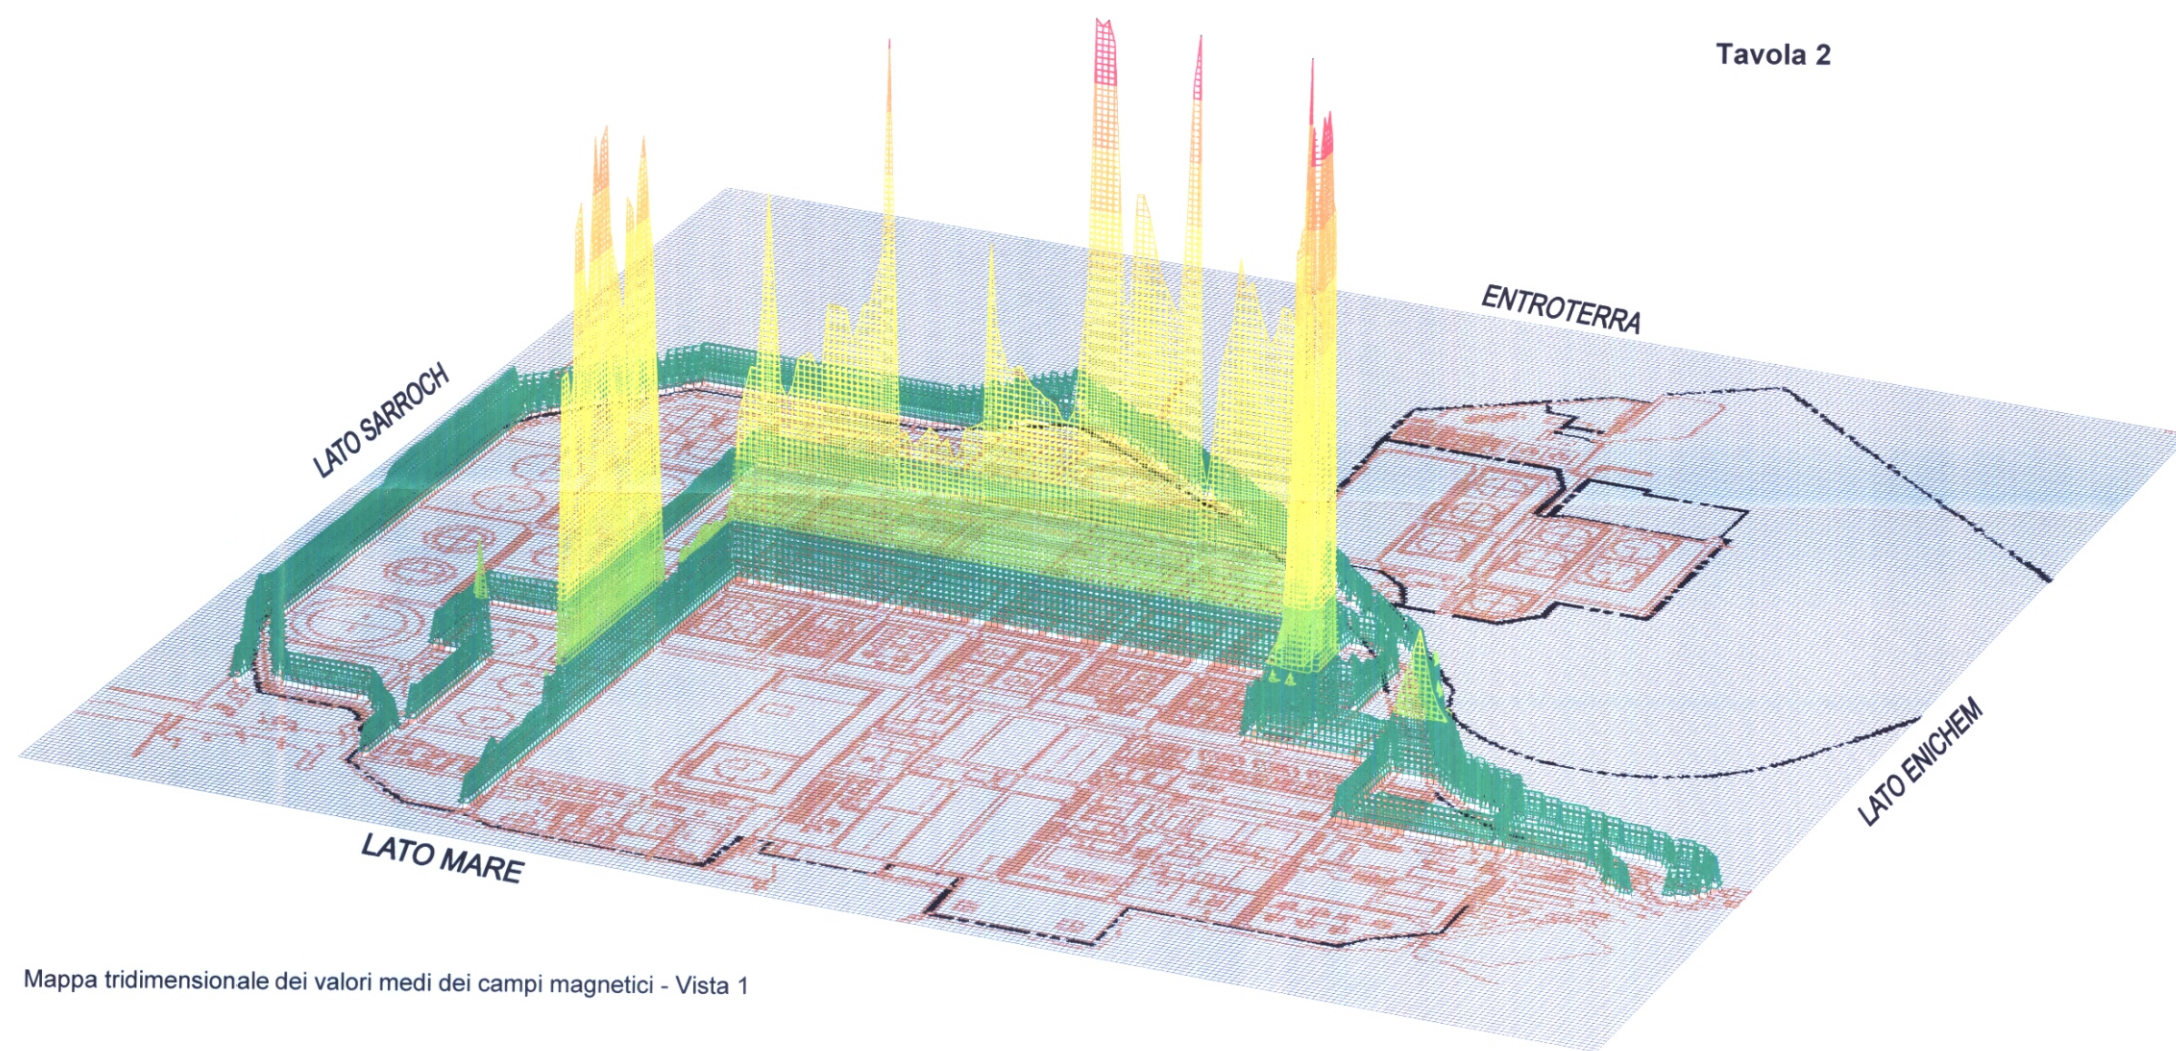 Tavola 2
ENTROTERRA
LATO SARROCH
LATO ENICHEM
LATO MARE
Mappa tridimensionale dei valori medi dei campi magnetici - Vista 1